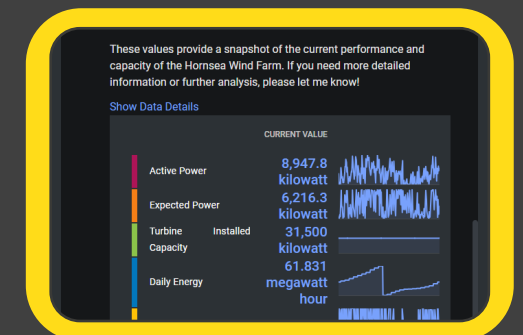 These values provide a snapshot of the current performance and
capacity of the Hornsea Wind Farm. If you need more detailed
information or further analysis, please let me know!
Show Data Details
CURRENT VALUE
Active Power
8,947.8
kilowatt
Expected Power
6,216.3
kilowatt
Turbine Installed
Capacity
31,500
kilowatt
Daily Energy
61.831
megawatt
hour